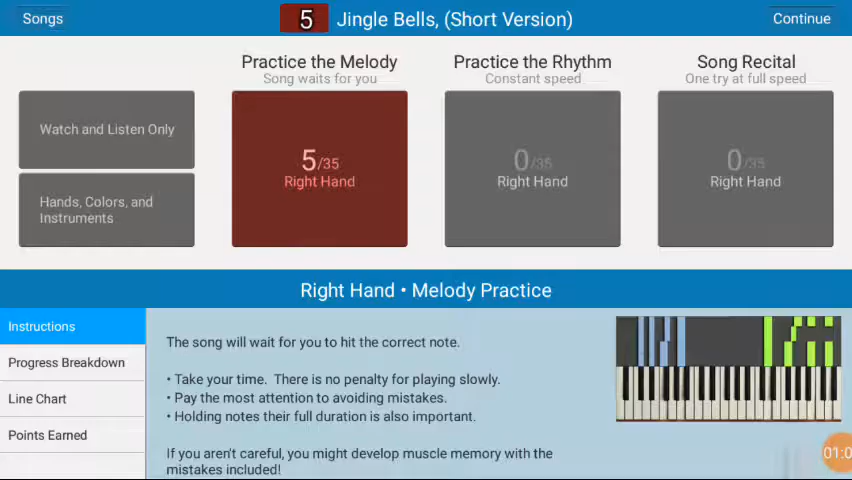 Songs
5 Jingle Bells, (Short Version)
Continue
Practice the Melody
Song waits for you
Practice the Rhythm
Constant speed
Song Recital
One try at full speed
Watch and Listen Only
Hands, Colors, and
Instruments
5/35
Right Hand
0/35
Right Hand
0/35
Right Hand
Right Hand • Melody Practice
Instructions
Progress Breakdown
Line Chart
Points Earned
The song will wait for you to hit the correct note.
• Take your time. There is no penalty for playing slowly.
• Pay the most attention to avoiding mistakes.
• Holding notes their full duration is also important.
If you aren't careful, you might develop muscle memory with the
mistakes included!